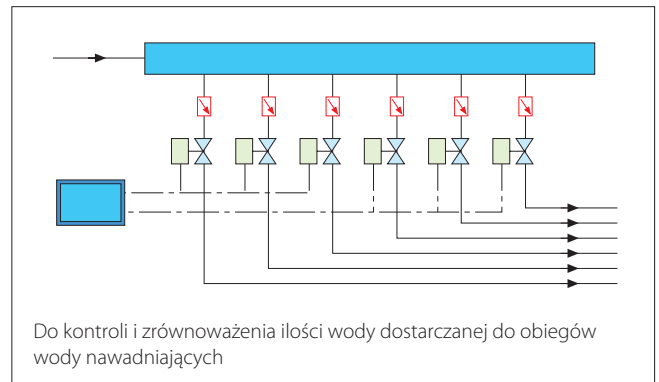 Do kontroli i zrównoważenia ilości wody dostarczanej do obiegów
wody nawadniających